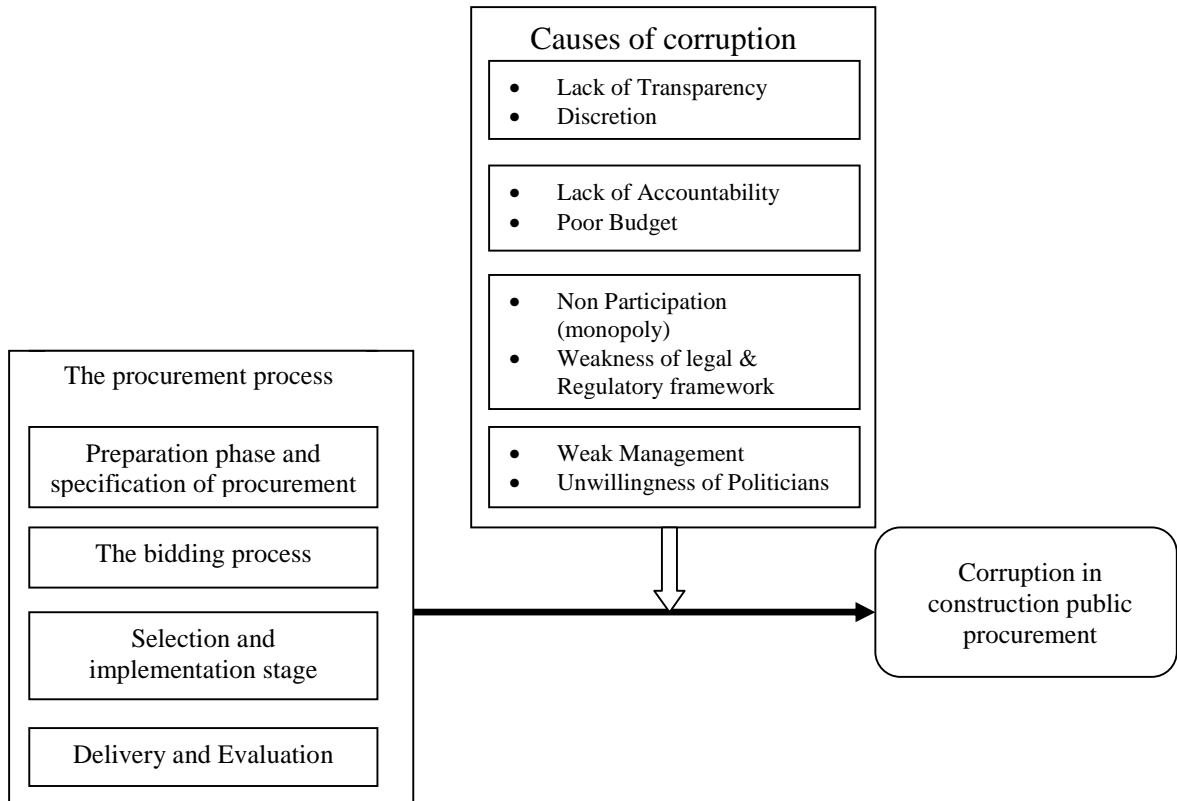 Causes of corruption
• Lack of Transparency
• Discretion
• Lack of Accountability
• Poor Budget
• Non Participation
(monopoly)
• Weakness of legal &
Regulatory framework
• Weak Management
• Unwillingness of Politicians
The procurement process
Preparation phase and
specification of procurement
The bidding process
Selection and
implementation stage
Delivery and Evaluation
Corruption in
construction public
procurement